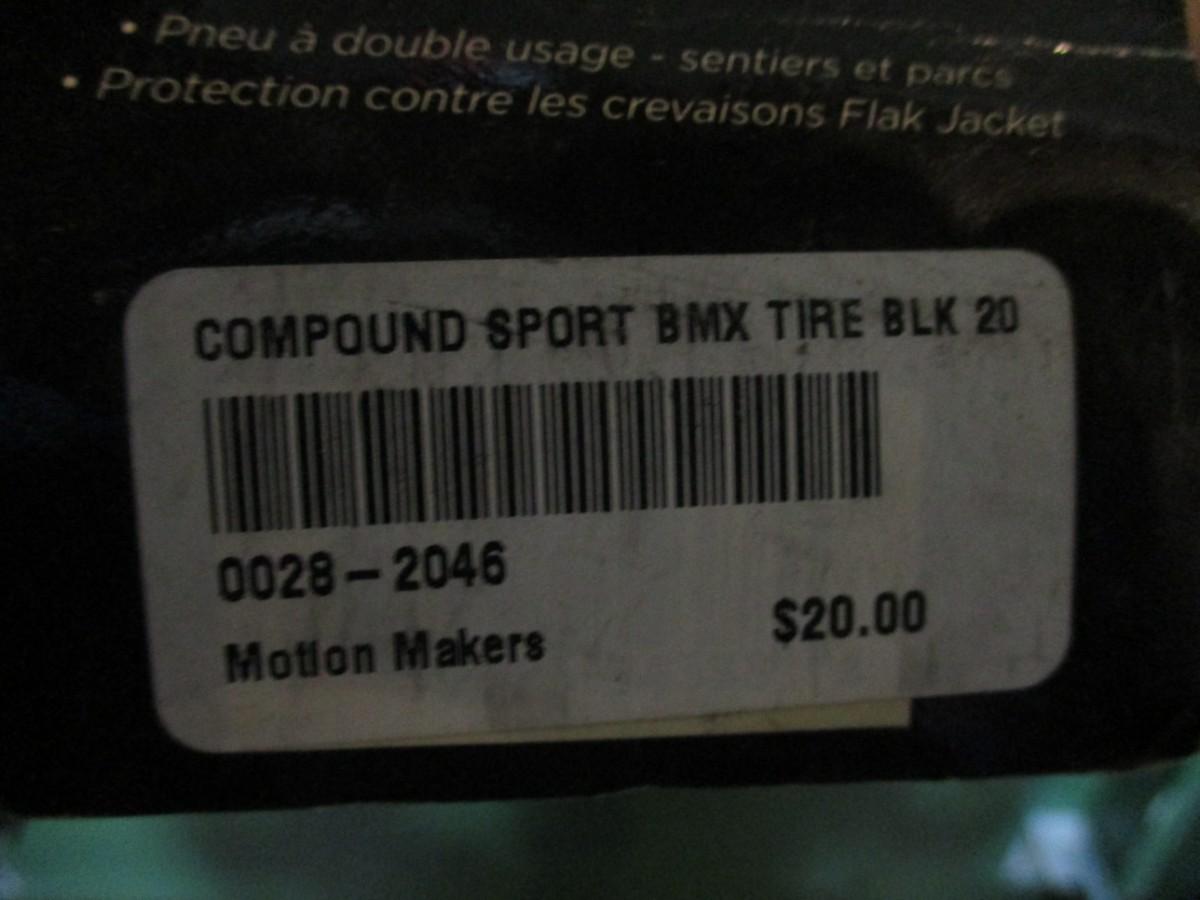 • Pneu à double usage - sentiers et parcs
• Protection contre les crevaisons Flak Jacket
COMPOUND SPORT BMX TIRE BLK 20
0028-2046
Motion Makers
$20.00